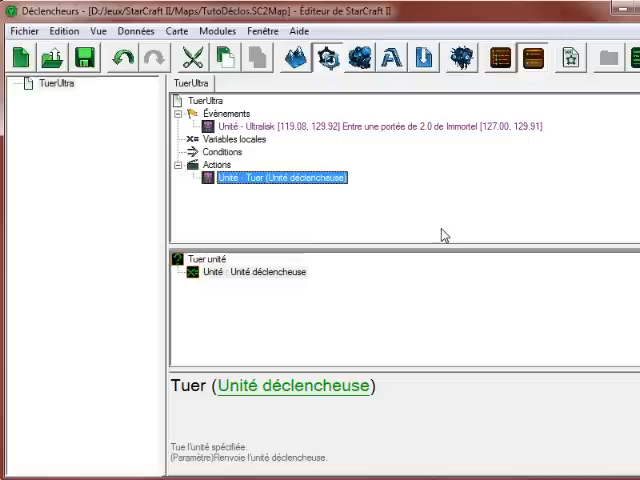 Déclencheurs - [D:/Jeux/StarCraft II/Maps/TutoDéclos.SC2Map] - Éditeur de StarCraft II
Fichier Edition Vue Données Carte Modules Fenêtre Aide
TuerUltra
TuerUltra
TuerUltra
Évènements
Unité - Ultralisk [119.08, 129.92] Entre une portée de 2.0 de Immortel [127.00, 129.91]
Variables locales
Conditions
Actions
Unité - Tuer (Unité déclencheuse)
Tuer unité
Unité : Unité déclencheuse
Tuer (Unité déclencheuse)
Tue l'unité spécifiée.
(Paramètre)Renvoie l'unité déclencheuse.